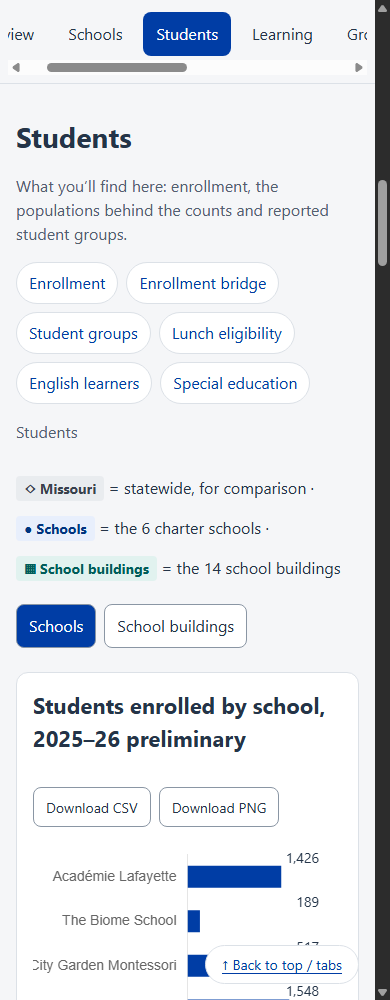 view Schools Students Learning Gro
Students
What you'll find here: enrollment, the
populations behind the counts and reported
student groups.
Enrollment Enrollment bridge
Student groups Lunch eligibility
English learners Special education
Students
◇ Missouri = statewide, for comparison ·
● Schools = the 6 charter schools ·
▦ School buildings = the 14 school buildings
Schools School buildings
Students enrolled by school,
2025–26 preliminary
Download CSV Download PNG
1,426
Académie Lafayette
189
The Biome School
City Garden Montessori
↑ Back to top / tabs
1,548